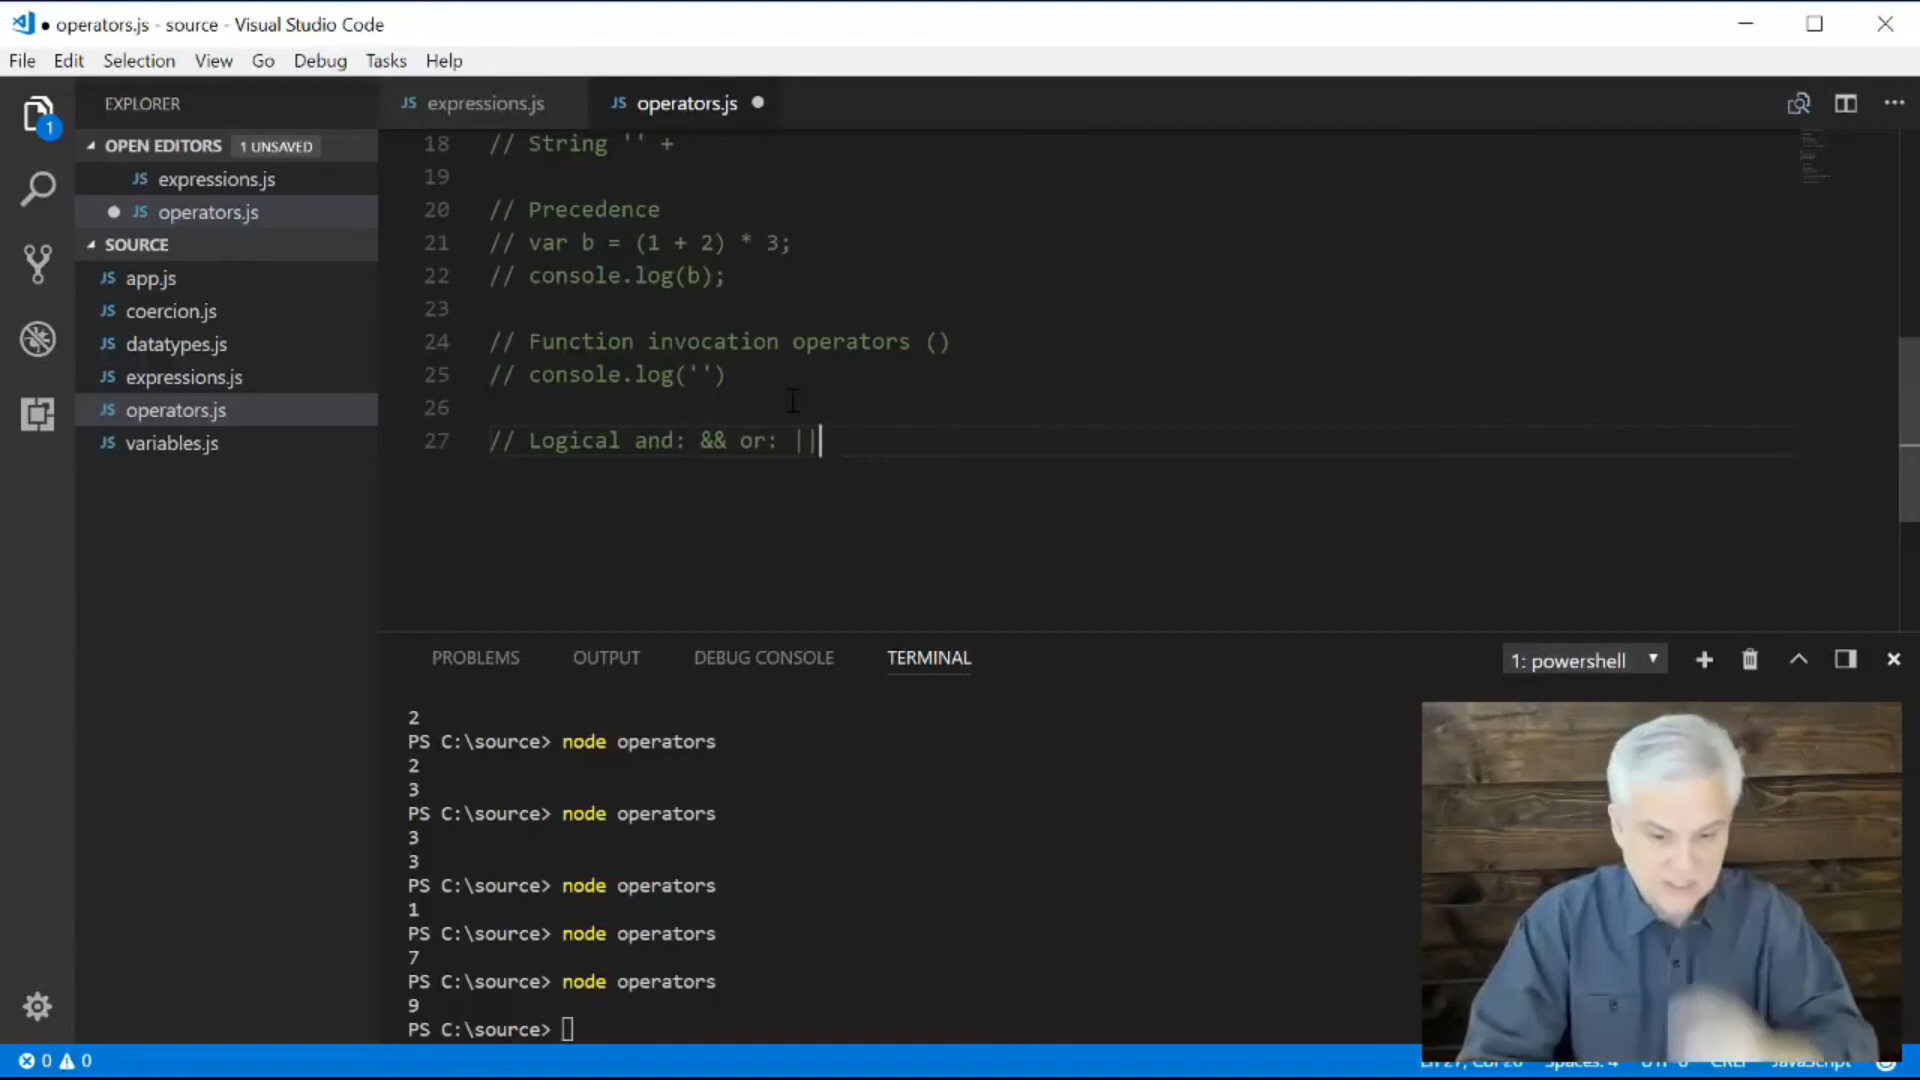 operators.js - source - Visual Studio Code
File Edit Selection View Go Debug Tasks Help
EXPLORER
1
OPEN EDITORS 1 UNSAVED
JS expressions.js
JS operators.js
SOURCE
JS app.js
JS coercion.js
JS datatypes.js
JS expressions.js
JS operators.js
JS variables.js
JS expressions.js JS operators.js
18 // String '' +
19
20 // Precedence
21 // var b = (1 + 2) * 3;
22 // console.log(b);
23
24 // Function invocation operators ()
25 // console.log('')
26
27 // Logical and: && or: ||
PROBLEMS OUTPUT DEBUG CONSOLE TERMINAL 1: powershell
2
PS C:\source> node operators
2
3
PS C:\source> node operators
3
3
PS C:\source> node operators
1
PS C:\source> node operators
7
PS C:\source> node operators
9
PS C:\source>
0 0